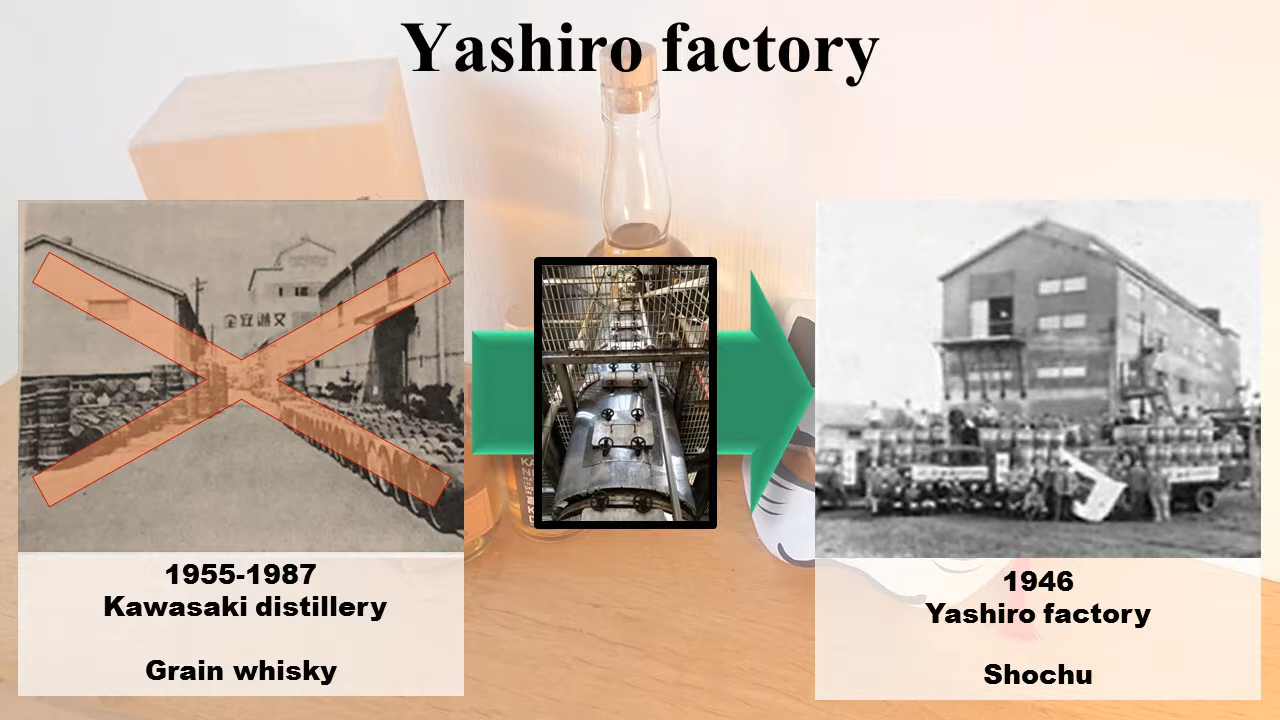 Yashiro factory
1955-1987
Kawasaki distillery
Grain whisky
1946
Yashiro factory
Shochu